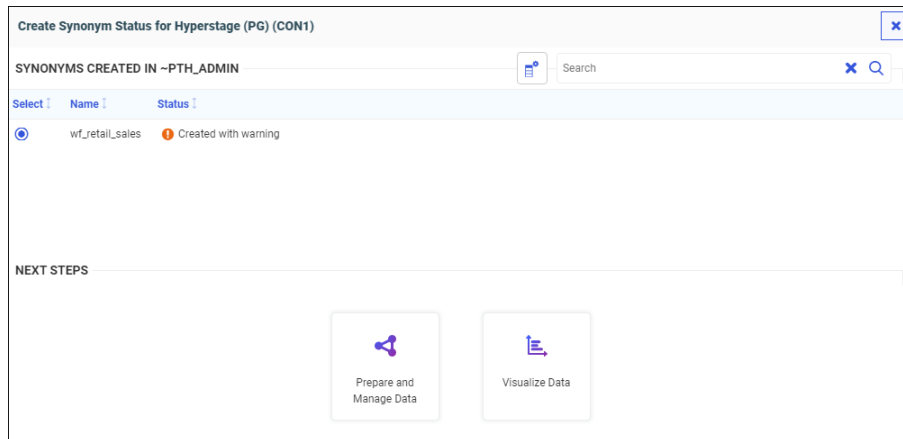 Create Synonym Status for Hyperstage (PG) (CON1)
SYNONYMS CREATED IN ~PTH_ADMIN
Search
Select Name Status
wf_retail_sales Created with warning
NEXT STEPS
Prepare and
Manage Data
Visualize Data